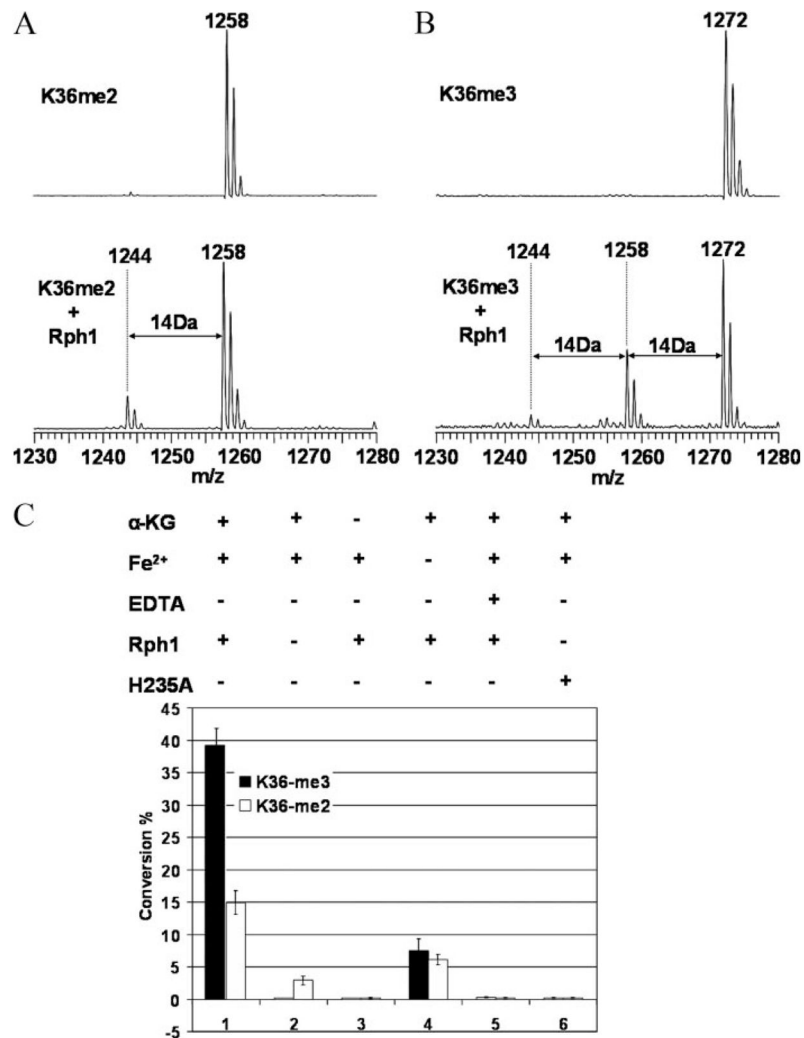 A
B
1258
1272
K36me2
K36me3
1244 1258
1244 1258 1272
K36me2
+
Rph1
14Da
K36me3
+
Rph1
14Da 14Da
1230 1240 1250 1260 1270 1280
m/z
1230 1240 1250 1260 1270 1280
m/z
C
α-KG + + - + + +
Fe²⁺ + + + - + +
EDTA - - - - + -
Rph1 + - + + + -
H235A - - - - - +
45
40
35
30
25
20
15
10
5
0
-5
Conversion %
K36-me3
K36-me2
1 2 3 4 5 6